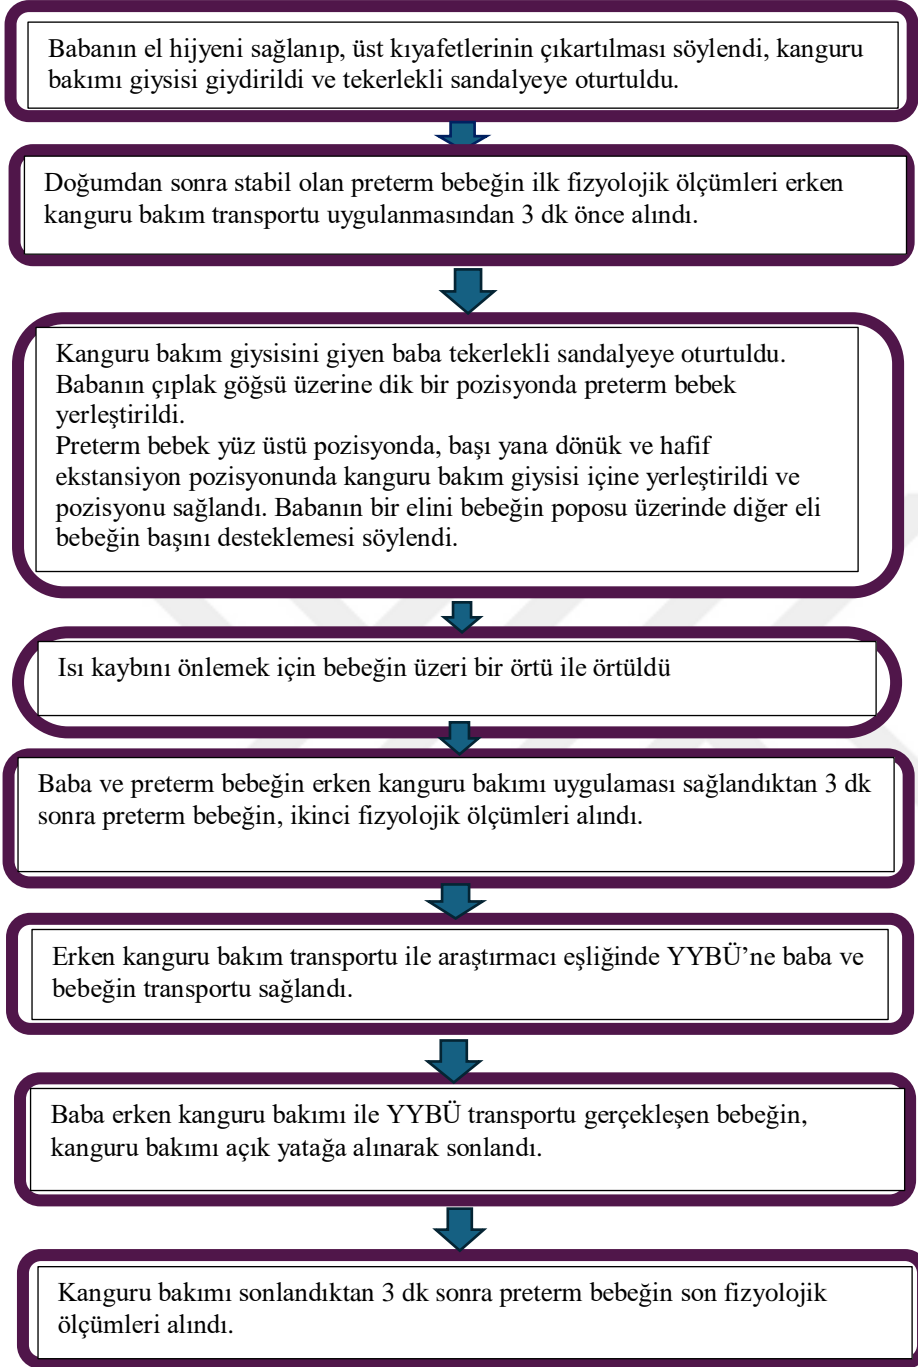 Babanın el hijyeni sağlanıp, üst kıyafetlerinin çıkartılması söylendi, kanguru
bakımı giysisi giydirildi ve tekerlekli sandalyeye oturtuldu.
Doğumdan sonra stabil olan preterm bebeğin ilk fizyolojik ölçümleri erken
kanguru bakım transportu uygulanmasından 3 dk önce alındı.
Kanguru bakım giysisini giyen baba tekerlekli sandalyeye oturtuldu.
Babanın çıplak göğsü üzerine dik bir pozisyonda preterm bebek
yerleştirildi.
Preterm bebek yüz üstü pozisyonda, başı yana dönük ve hafif
ekstansiyon pozisyonunda kanguru bakım giysisi içine yerleştirildi ve
pozisyonu sağlandı. Babanın bir elini bebeğin poposu üzerinde diğer eli
bebeğin başını desteklemesi söylendi.
Isı kaybını önlemek için bebeğin üzeri bir örtü ile örtüldü
Baba ve preterm bebeğin erken kanguru bakımı uygulaması sağlandıktan 3 dk
sonra preterm bebeğin, ikinci fizyolojik ölçümleri alındı.
Erken kanguru bakım transportu ile araştırmacı eşliğinde YYBÜ’ne baba ve
bebeğin transportu sağlandı.
Baba erken kanguru bakımı ile YYBÜ transportu gerçekleşen bebeğin,
kanguru bakımı açık yatağa alınarak sonlandı.
Kanguru bakımı sonlandıktan 3 dk sonra preterm bebeğin son fizyolojik
ölçümleri alındı.